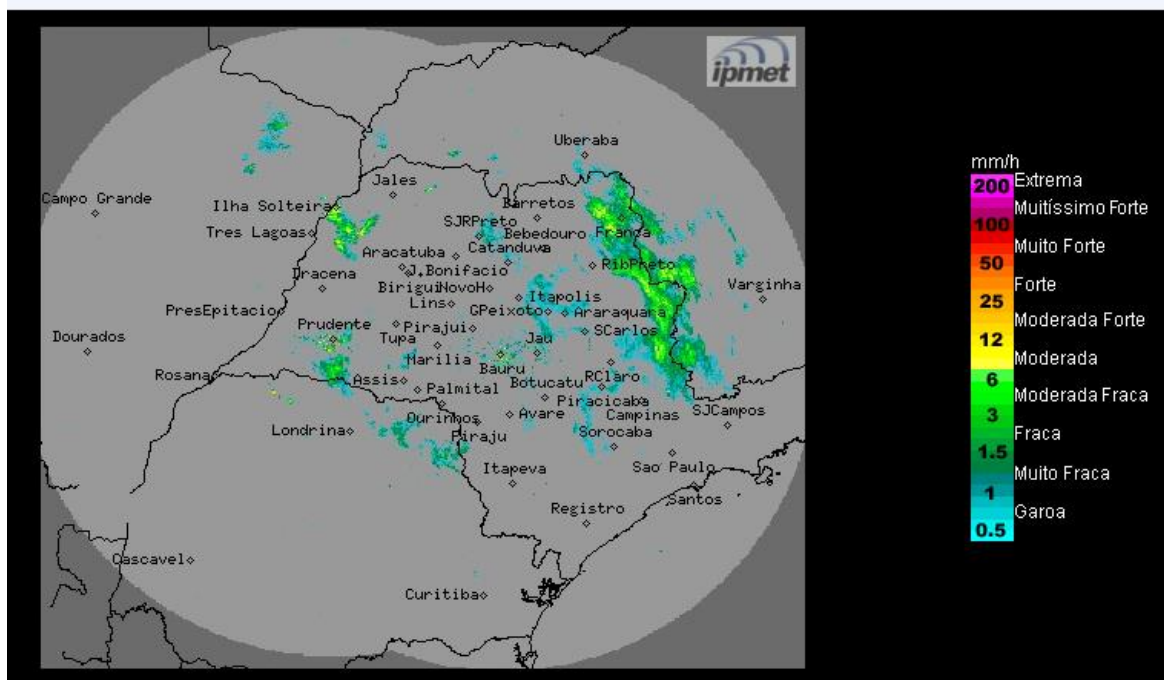 ipmet
Uberaba
Campo Grande
Jales
Ilha Solteira
Barretos
Tres Lagoas
SJRPreto
Bebedouro
Franca
Aracatuba
Catanduva
Dracena
J.Bonifacio
RibPreto
Birigui
NovoH
Varginha
Lins
Itapolis
PresEpitacio
GPeixoto
Araraquara
Prudente
Pirajui
SCarlos
Dourados
Tupa
Jau
Marilia
Bauru
Rosana
Assis
Botucatu
RClaro
Palmital
Piracicaba
Ourinhos
Avare
Campinas
SJCampos
Londrina
Piraju
Sorocaba
Itapeva
Sao Paulo
Santos
Registro
Cascavel
Curitiba
mm/h
200 Extrema
Muitíssimo Forte
100
Muito Forte
50
Forte
25
Moderada Forte
12
Moderada
6
Moderada Fraca
3
Fraca
1.5
Muito Fraca
1
Garoa
0.5